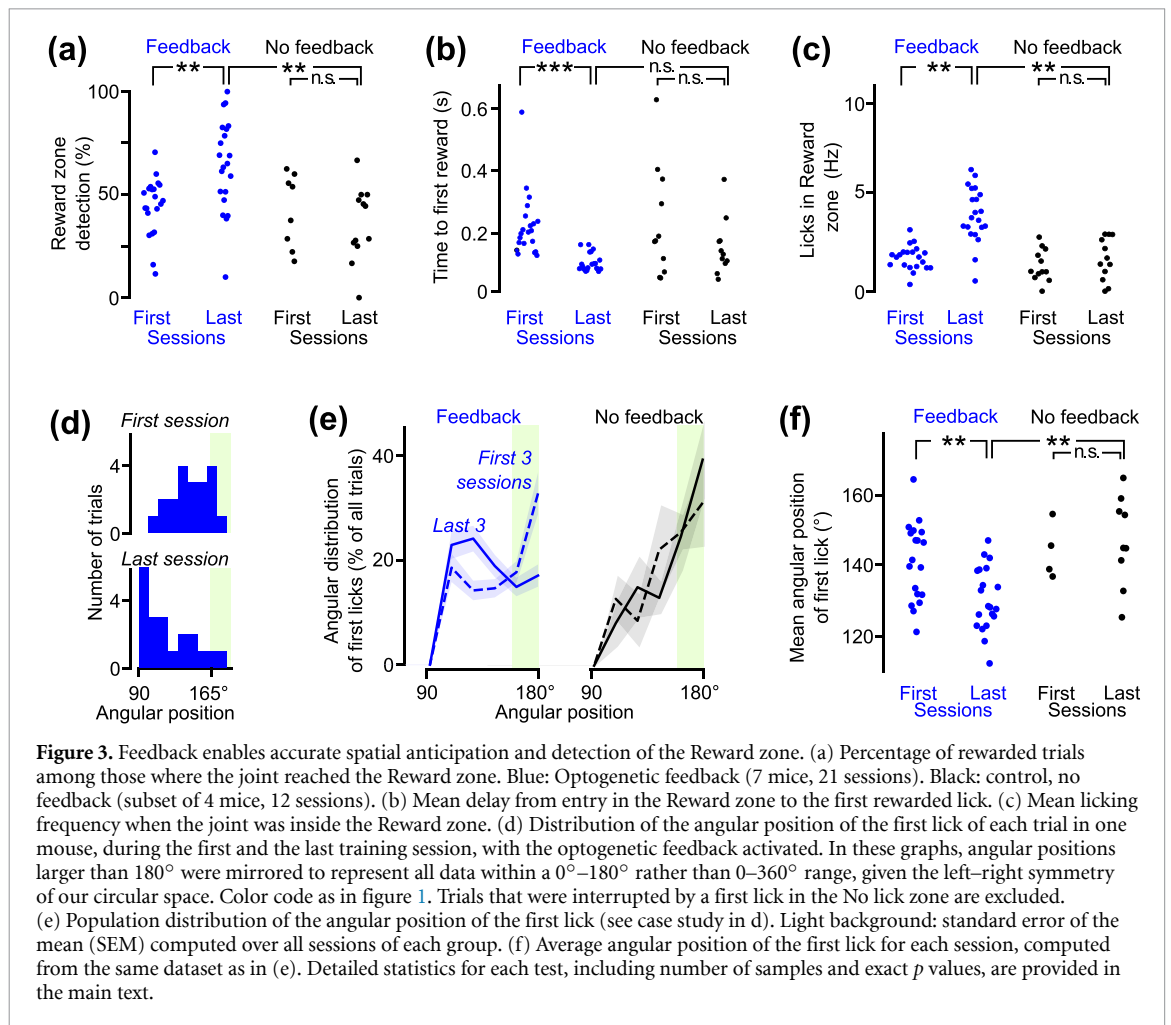 (a)
Feedback
No feedback
**
**
n.s.
Reward zone
detection (%)
100
50
0
First
Last
First
Last
Sessions
Sessions
(b)
Feedback
No feedback
***
n.s.
n.s.
Time to first reward (s)
0.6
0.4
0.2
0
First
Last
First
Last
Sessions
Sessions
(c)
Feedback
No feedback
**
**
n.s.
Licks in Reward
zone (Hz)
10
5
0
First
Last
First
Last
Sessions
Sessions
(d)
First session
4
0
Last session
4
0
Number of trials
90
165°
Angular position
(e)
Feedback
No feedback
Angular distribution
of first licks (% of all trials)
40
20
0
First 3
sessions
Last 3
90
180°
90
180°
Angular position
(f)
Feedback
No feedback
**
**
n.s.
Mean angular position
of first lick (°)
160
140
120
First
Last
First
Last
Sessions
Sessions
Figure 3. Feedback enables accurate spatial anticipation and detection of the Reward zone. (a) Percentage of rewarded trials
among those where the joint reached the Reward zone. Blue: Optogenetic feedback (7 mice, 21 sessions). Black: control, no
feedback (subset of 4 mice, 12 sessions). (b) Mean delay from entry in the Reward zone to the first rewarded lick. (c) Mean licking
frequency when the joint was inside the Reward zone. (d) Distribution of the angular position of the first lick of each trial in one
mouse, during the first and the last training session, with the optogenetic feedback activated. In these graphs, angular positions
larger than 180° were mirrored to represent all data within a 0°–180° rather than 0–360° range, given the left–right symmetry
of our circular space. Color code as in figure 1. Trials that were interrupted by a first lick in the No lick zone are excluded.
(e) Population distribution of the angular position of the first lick (see case study in d). Light background: standard error of the
mean (SEM) computed over all sessions of each group. (f) Average angular position of the first lick for each session, computed
from the same dataset as in (e). Detailed statistics for each test, including number of samples and exact p values, are provided in
the main text.